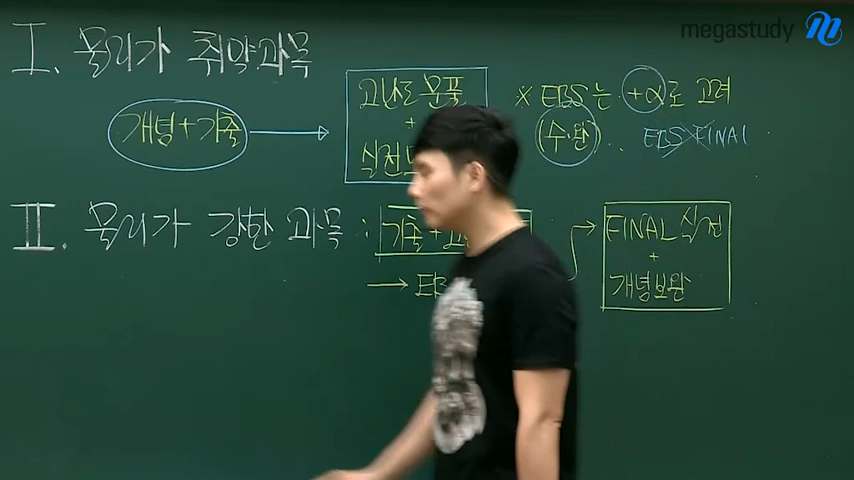 megastudy
I. 물리가 취약과목
개념+기출 → 고난도 문풀
+
실전
× EBS는 +α로 고려
(수·완).. EBS FINAL
II. 물리가 강한 과목 : 기출 +
→ EB
FINAL 실전
+
개념보완